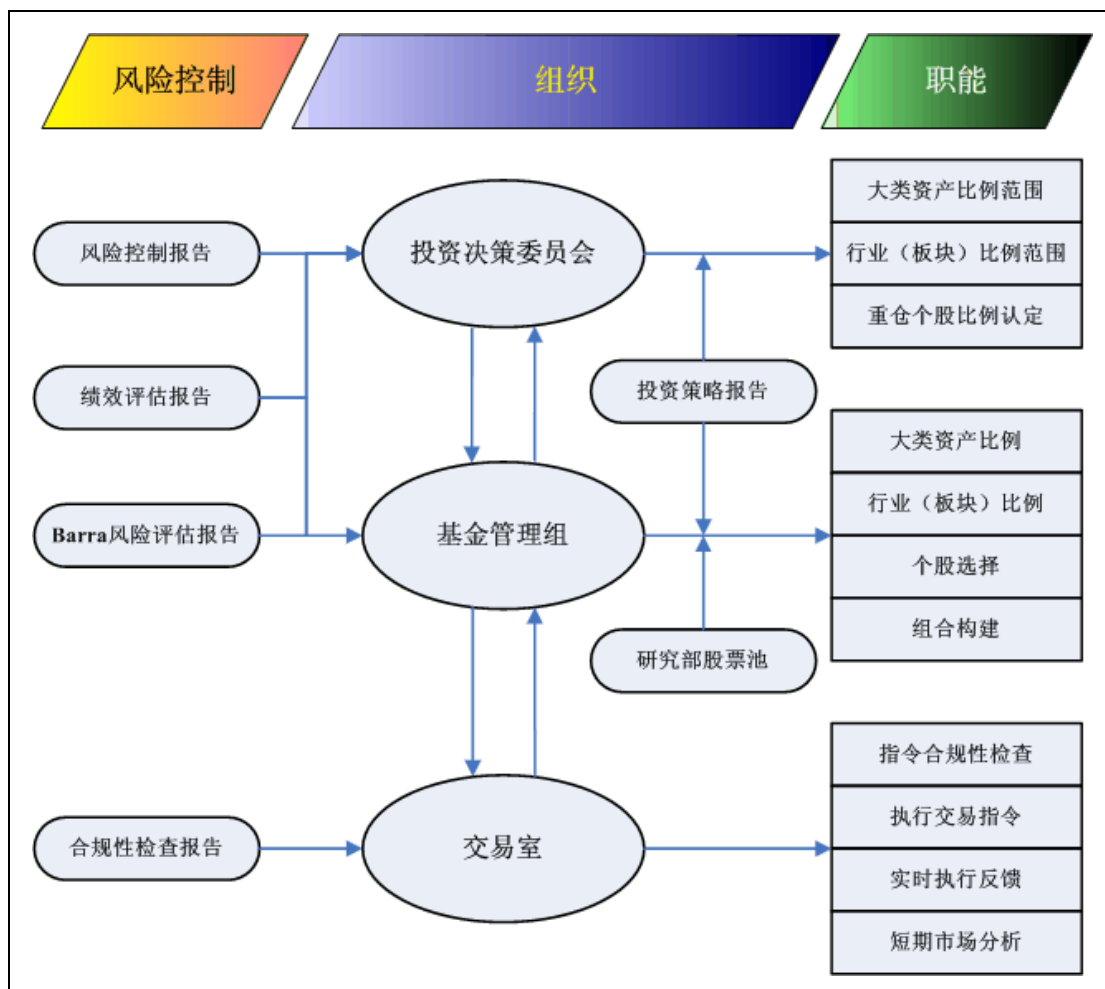 风险控制
组织
职能
风险控制报告
绩效评估报告
Barra风险评估报告
合规性检查报告
投资决策委员会
基金管理组
交易室
投资策略报告
研究部股票池
大类资产比例范围
行业（板块）比例范围
重仓个股比例认定
大类资产比例
行业（板块）比例
个股选择
组合构建
指令合规性检查
执行交易指令
实时执行反馈
短期市场分析